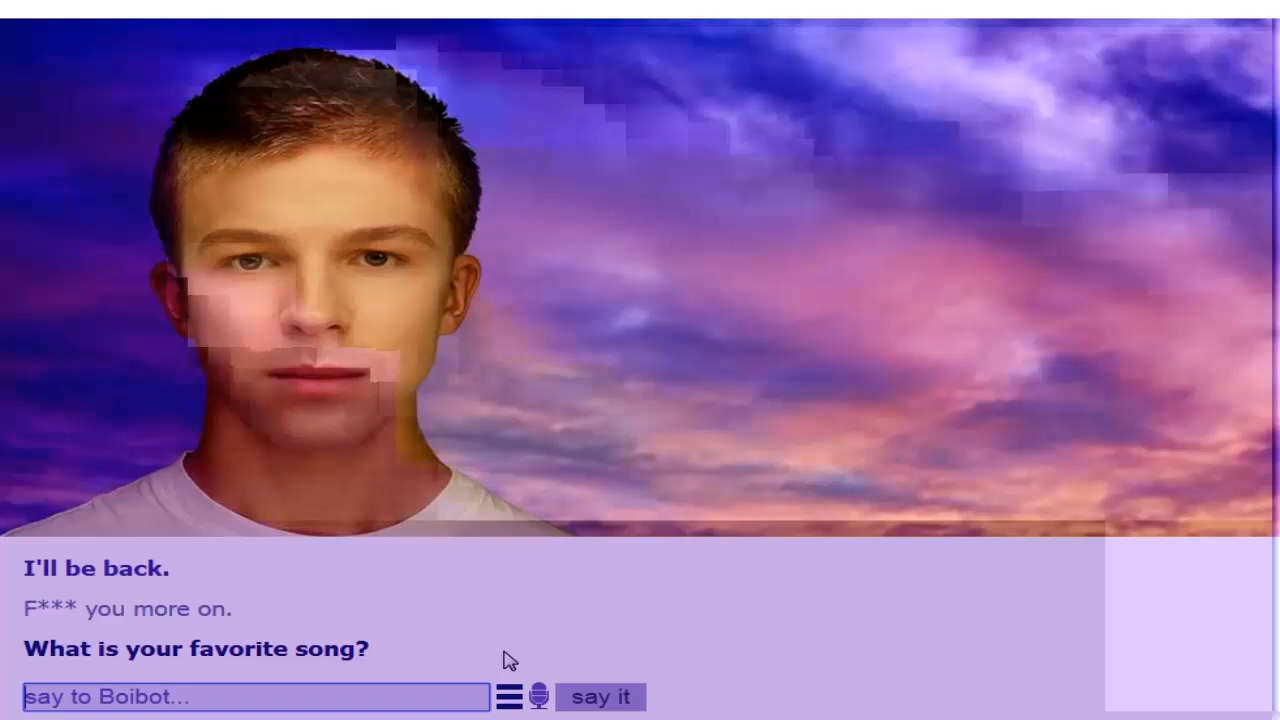 I'll be back.
F*** you more on.
What is your favorite song?
say to Boibot...
say it